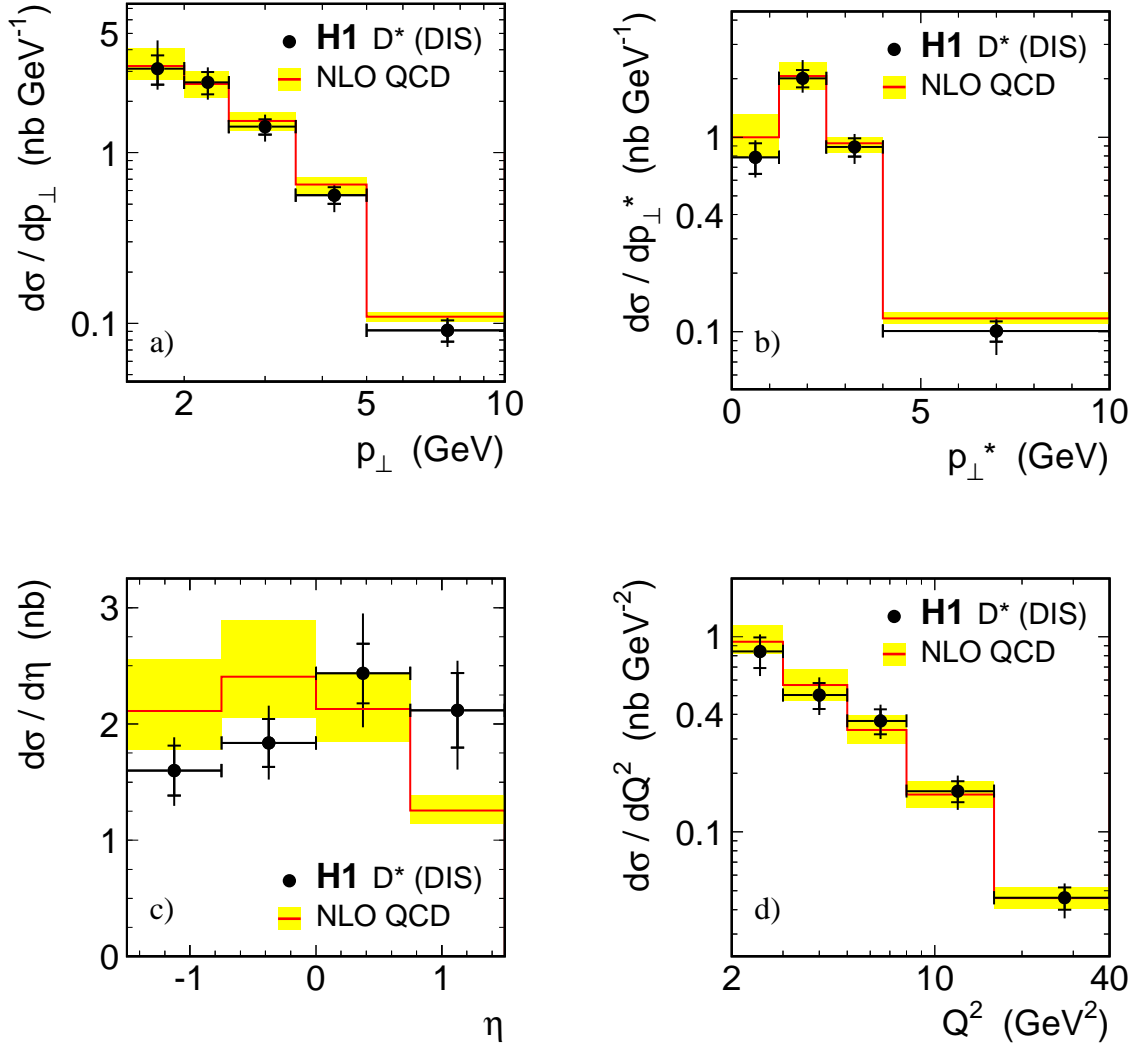 dσ / dp⊥ (nb GeV⁻¹)
5
1
0.1
H1 D* (DIS)
NLO QCD
a)
2 5 10
p⊥ (GeV)
dσ / dp⊥* (nb GeV⁻¹)
1
0.4
0.1
H1 D* (DIS)
NLO QCD
b)
0 5 10
p⊥* (GeV)
dσ / dη (nb)
3
2
1
0
H1 D* (DIS)
NLO QCD
c)
-1 0 1
η
dσ / dQ² (nb GeV⁻²)
1
0.4
0.1
H1 D* (DIS)
NLO QCD
d)
2 10 40
Q² (GeV²)